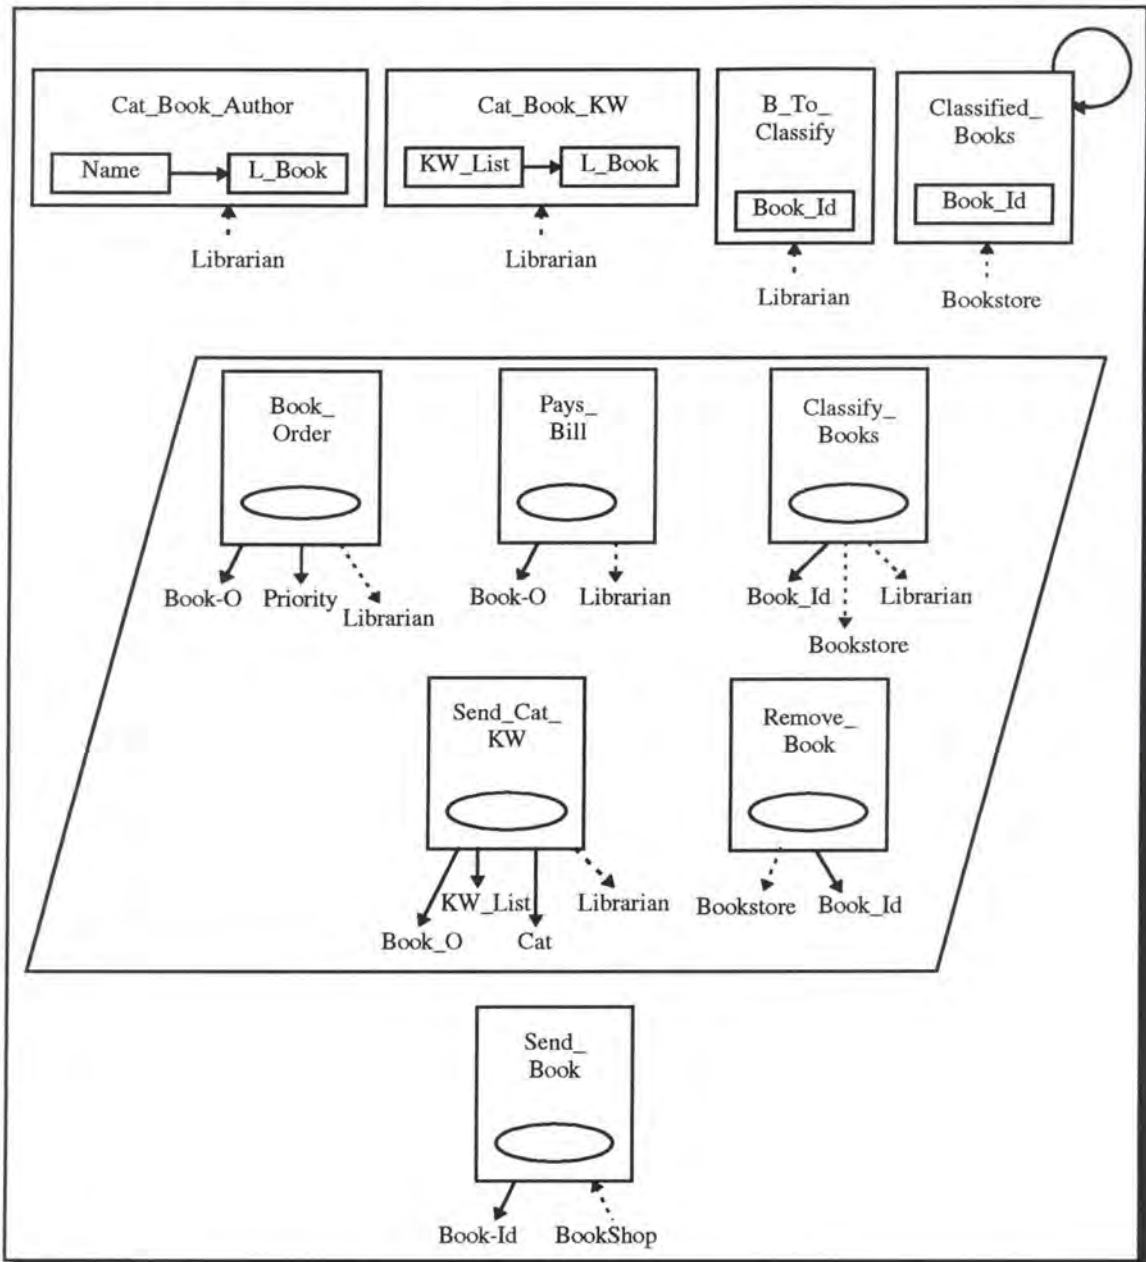 Cat_Book_Author
Name
L_Book
Librarian
Cat_Book_KW
KW_List
L_Book
Librarian
B_To_
Classify
Book_Id
Librarian
Classified_
Books
Book_Id
Bookstore
Book_
Order
Book-O
Priority
Librarian
Pays_
Bill
Book-O
Librarian
Classify_
Books
Book_Id
Librarian
Bookstore
Send_Cat_
KW
KW_List
Librarian
Book_O
Cat
Remove_
Book
Bookstore
Book_Id
Send_
Book
Book-Id
BookShop